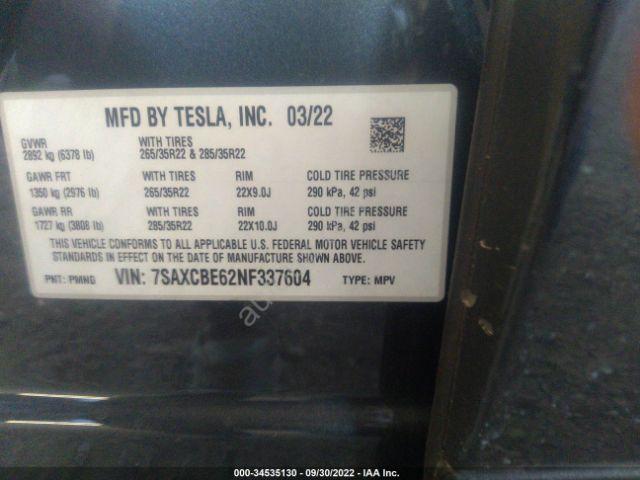 MFD BY TESLA, INC. 03/22
GVWR WITH TIRES
2892 kg (6378 lb) 265/35R22 & 285/35R22
GAWR FRT WITH TIRES RIM COLD TIRE PRESSURE
1350 kg (2976 lb) 265/35R22 22X9.0J 290 kPa, 42 psi
GAWR RR WITH TIRES RIM COLD TIRE PRESSURE
1727 kg (3808 lb) 285/35R22 22X10.0J 290 kPa, 42 psi
THIS VEHICLE CONFORMS TO ALL APPLICABLE U.S. FEDERAL MOTOR VEHICLE SAFETY
STANDARDS IN EFFECT ON THE DATE OF MANUFACTURE SHOWN ABOVE.
PNT: PMNG VIN: 7SAXCBE62NF337604 TYPE: MPV
000-34535130 - 09/30/2022 - IAA Inc.